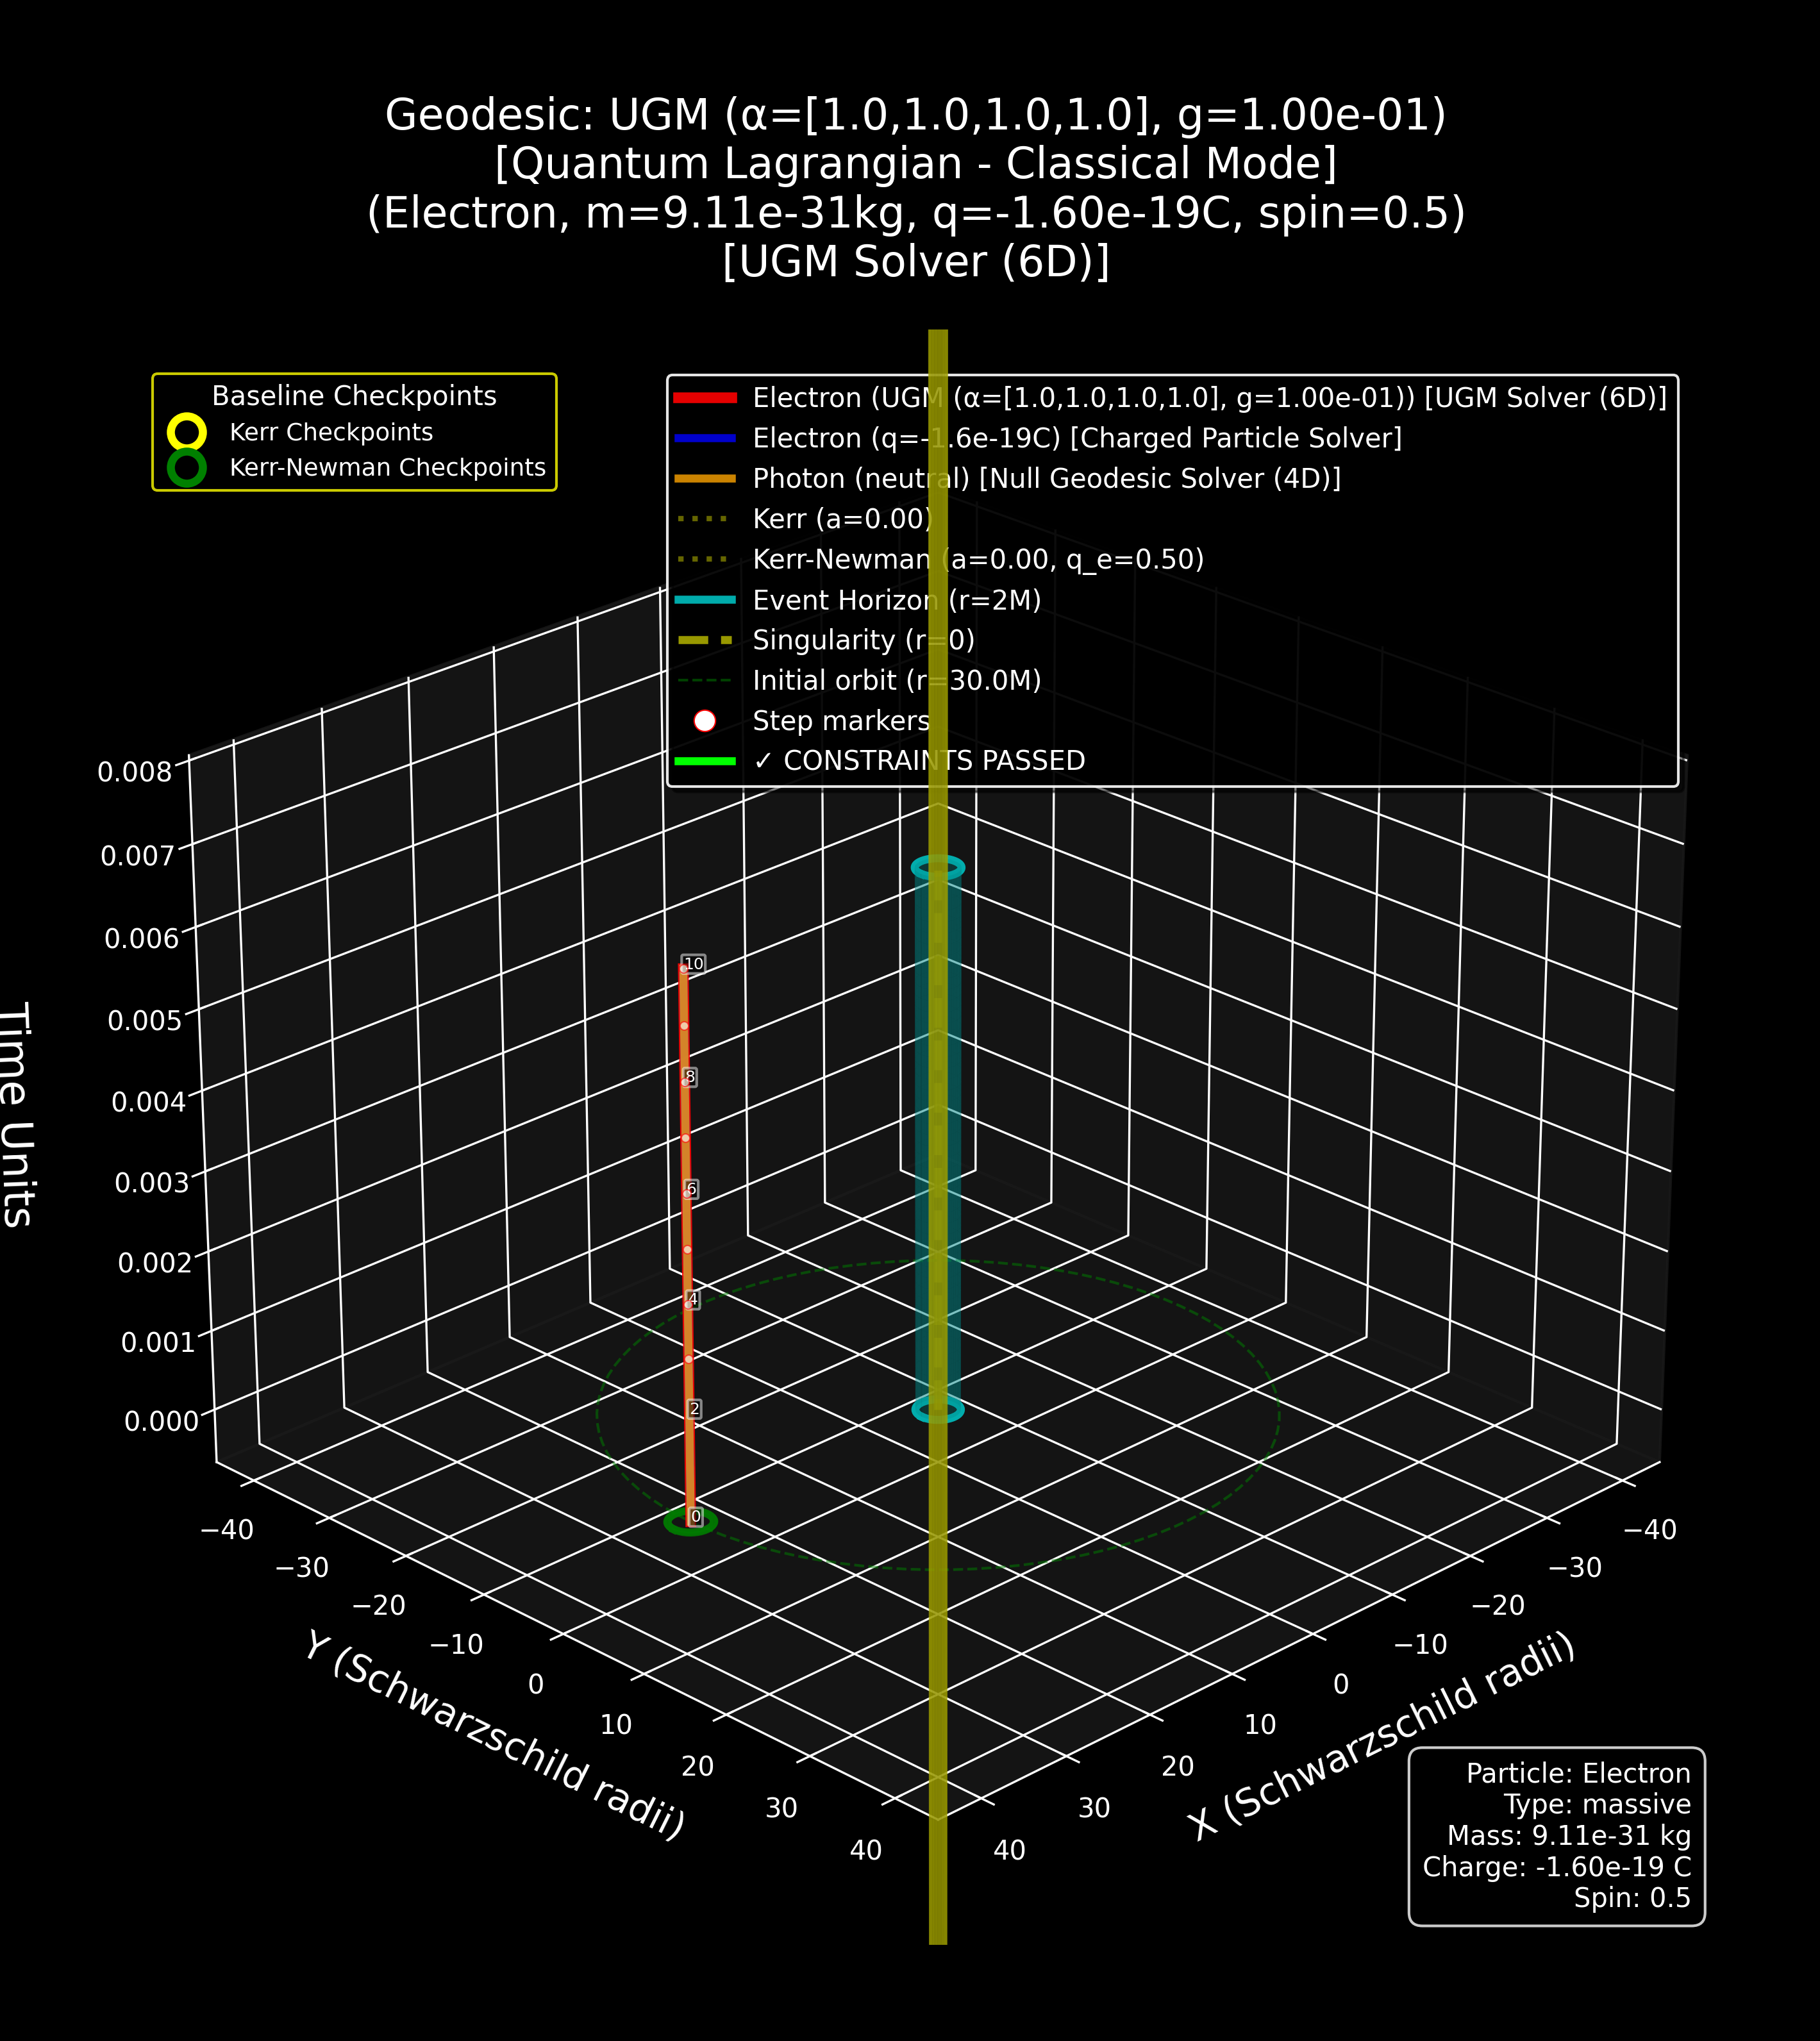 Geodesic: UGM (α=[1.0,1.0,1.0,1.0], g=1.00e-01)
[Quantum Lagrangian - Classical Mode]
(Electron, m=9.11e-31kg, q=-1.60e-19C, spin=0.5)
[UGM Solver (6D)]
Baseline Checkpoints
Kerr Checkpoints
Kerr-Newman Checkpoints
Electron (UGM (α=[1.0,1.0,1.0,1.0], g=1.00e-01)) [UGM Solver (6D)]
Electron (q=-1.6e-19C) [Charged Particle Solver]
Photon (neutral) [Null Geodesic Solver (4D)]
Kerr (a=0.00)
Kerr-Newman (a=0.00, q_e=0.50)
Event Horizon (r=2M)
Singularity (r=0)
Initial orbit (r=30.0M)
Step markers
✓ CONSTRAINTS PASSED
0.008
0.007
0.006
0.005
0.004
0.003
0.002
0.001
0.000
Time Units
10
8
6
4
2
0
−40
−30
−20
−10
0
10
20
30
40
Y (Schwarzschild radii)
−40
−30
−20
−10
0
10
20
30
40
X (Schwarzschild radii)
Particle: Electron
Type: massive
Mass: 9.11e-31 kg
Charge: -1.60e-19 C
Spin: 0.5